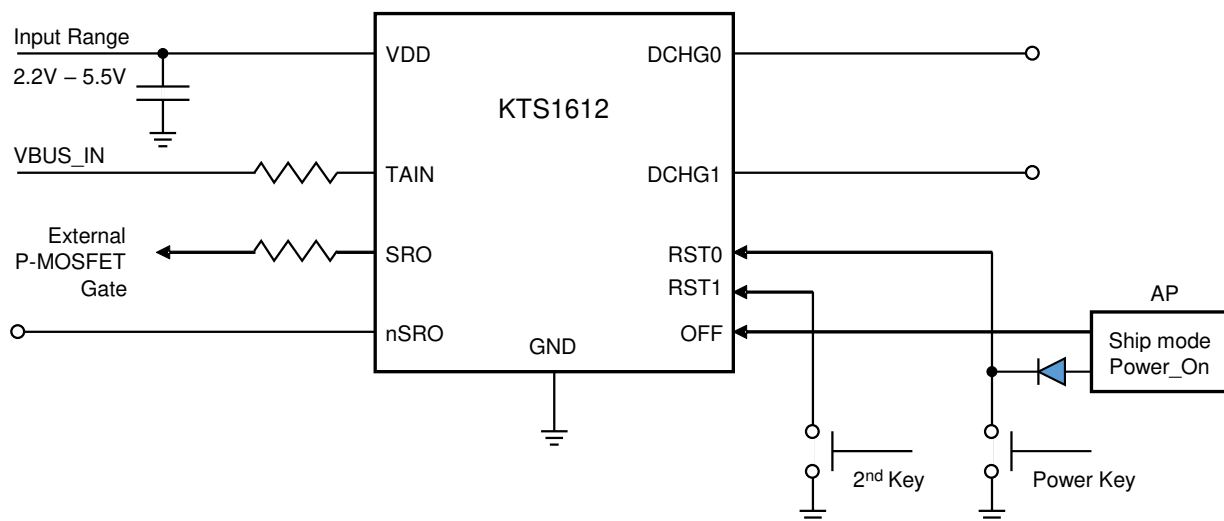 Input Range
2.2V – 5.5V
VBUS_IN
External
P-MOSFET
Gate
VDD
TAIN
SRO
nSRO
KTS1612
GND
DCHG0
DCHG1
RST0
RST1
OFF
AP
Ship mode
Power_On
2nd Key
Power Key